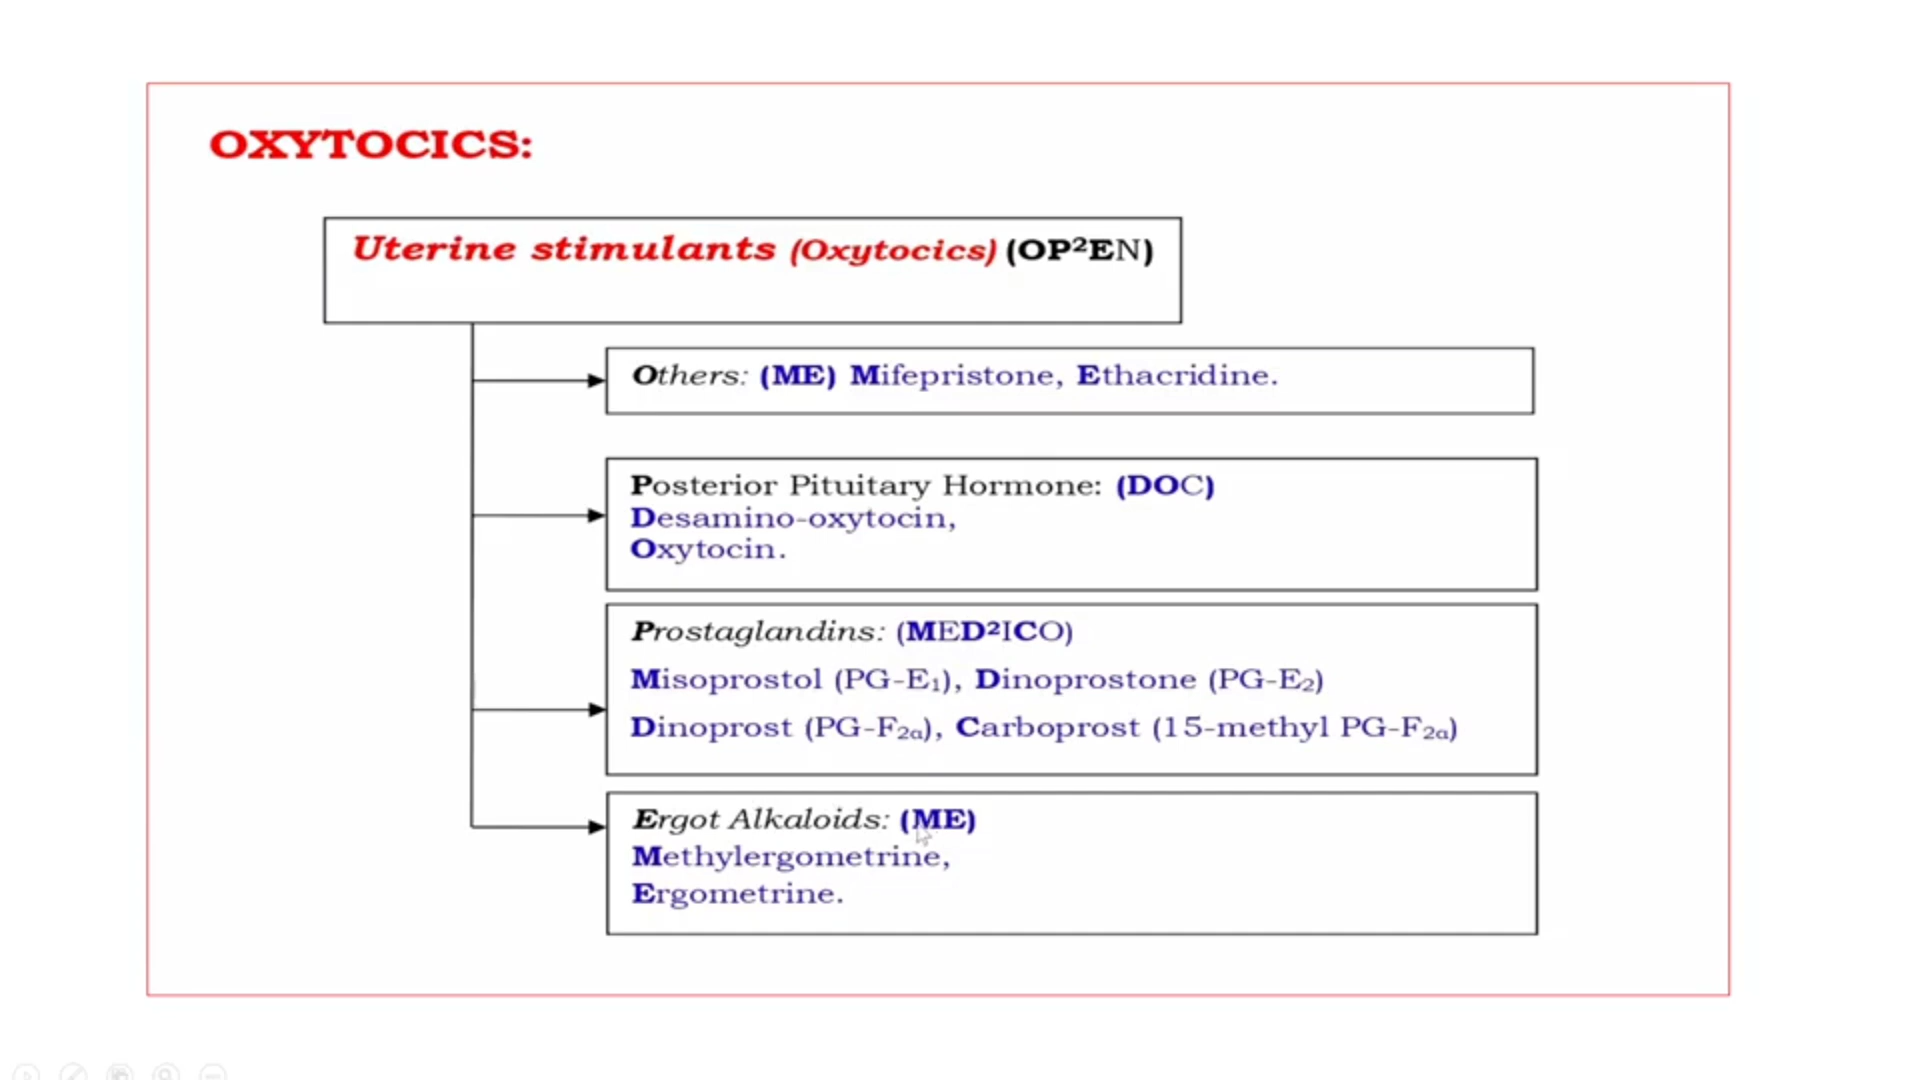 OXYTOCICS:
Uterine stimulants (Oxytocics) (OP²EN)
Others: (ME) Mifepristone, Ethacridine.
Posterior Pituitary Hormone: (DOC)
Desamino-oxytocin,
Oxytocin.
Prostaglandins: (MED²ICO)
Misoprostol (PG-E₁), Dinoprostone (PG-E₂)
Dinoprost (PG-F₂α), Carboprost (15-methyl PG-F₂α)
Ergot Alkaloids: (ME)
Methylergometrine,
Ergometrine.